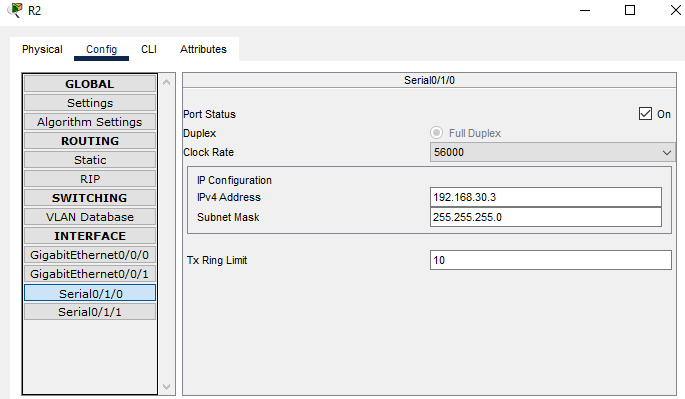 R2
Physical Config CLI Attributes
GLOBAL
Settings
Algorithm Settings
ROUTING
Static
RIP
SWITCHING
VLAN Database
INTERFACE
GigabitEthernet0/0/0
GigabitEthernet0/0/1
Serial0/1/0
Serial0/1/1
Serial0/1/0
Port Status On
Duplex Full Duplex
Clock Rate 56000
IP Configuration
IPv4 Address 192.168.30.3
Subnet Mask 255.255.255.0
Tx Ring Limit 10